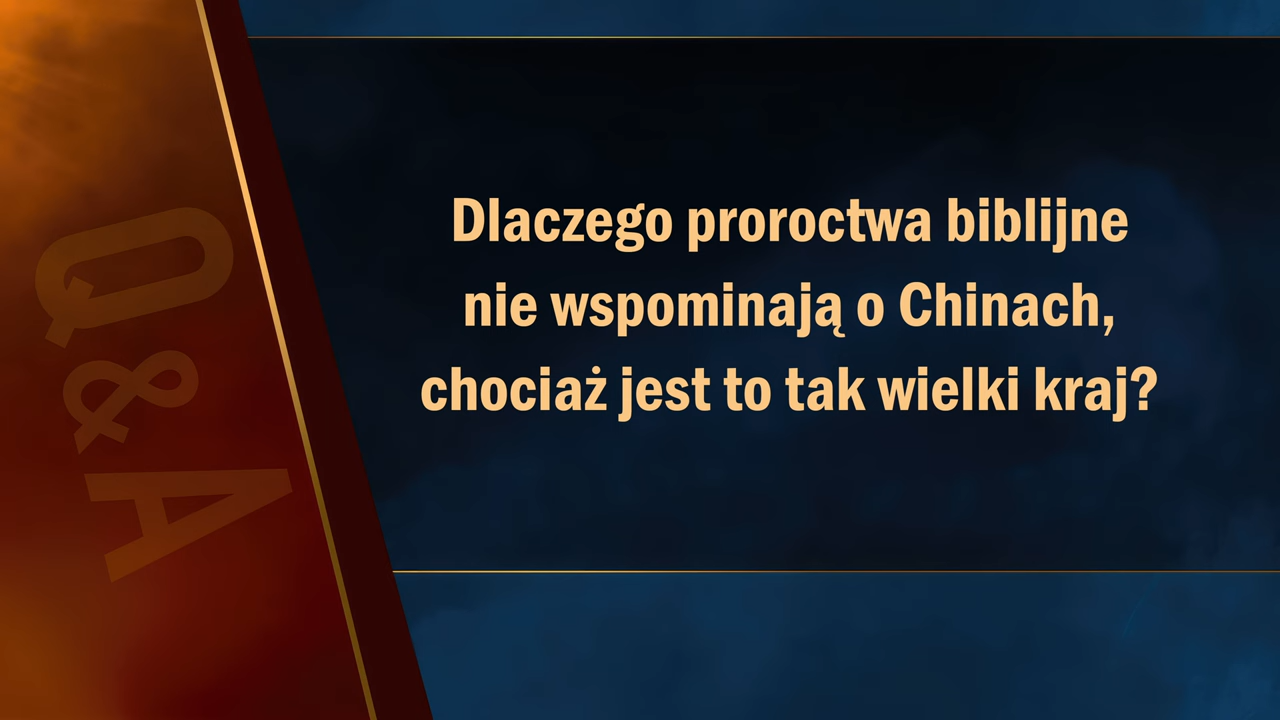 Q & A
Dlaczego proroctwa biblijne
nie wspominają o Chinach,
chociaż jest to tak wielki kraj?